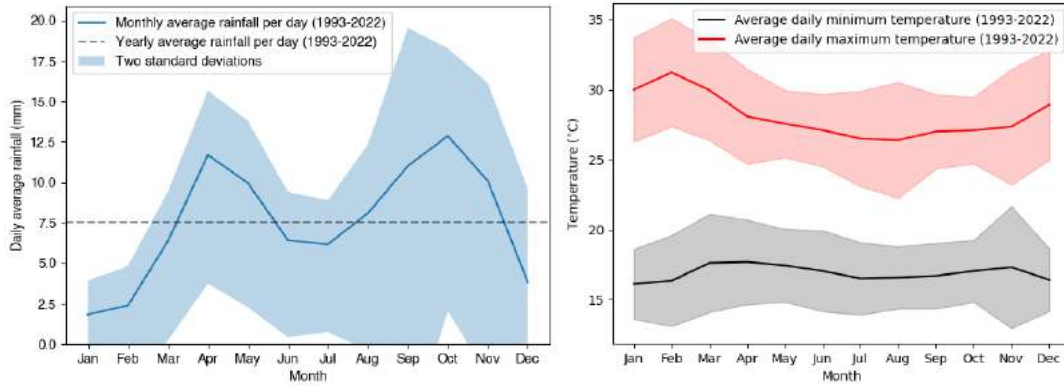 20.0
17.5
15.0
12.5
10.0
7.5
5.0
2.5
0.0
Daily average rainfall (mm)
Monthly average rainfall per day (1993-2022)
Yearly average rainfall per day (1993-2022)
Two standard deviations
Jan Feb Mar Apr May Jun Jul Aug Sep Oct Nov Dec
Month
35
30
25
20
15
Temperature (°C)
Average daily minimum temperature (1993-2022)
Average daily maximum temperature (1993-2022)
Jan Feb Mar Apr May Jun Jul Aug Sep Oct Nov Dec
Month